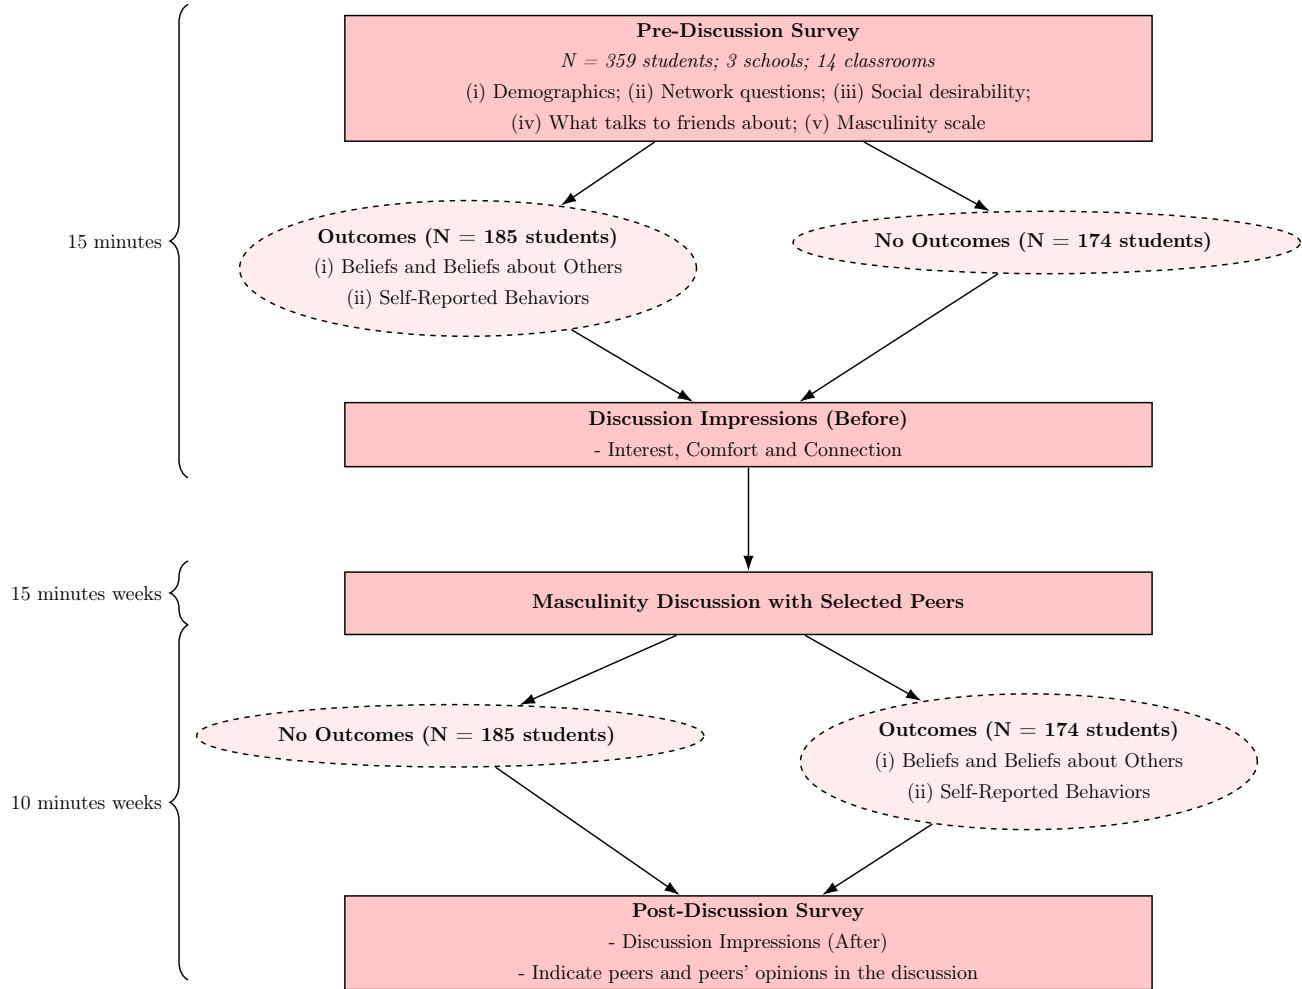 Pre-Discussion Survey
N = 359 students; 3 schools; 14 classrooms
(i) Demographics; (ii) Network questions; (iii) Social desirability;
(iv) What talks to friends about; (v) Masculinity scale
15 minutes
Outcomes (N = 185 students)
(i) Beliefs and Beliefs about Others
(ii) Self-Reported Behaviors
No Outcomes (N = 174 students)
Discussion Impressions (Before)
- Interest, Comfort and Connection
15 minutes weeks
Masculinity Discussion with Selected Peers
10 minutes weeks
No Outcomes (N = 185 students)
Outcomes (N = 174 students)
(i) Beliefs and Beliefs about Others
(ii) Self-Reported Behaviors
Post-Discussion Survey
- Discussion Impressions (After)
- Indicate peers and peers' opinions in the discussion